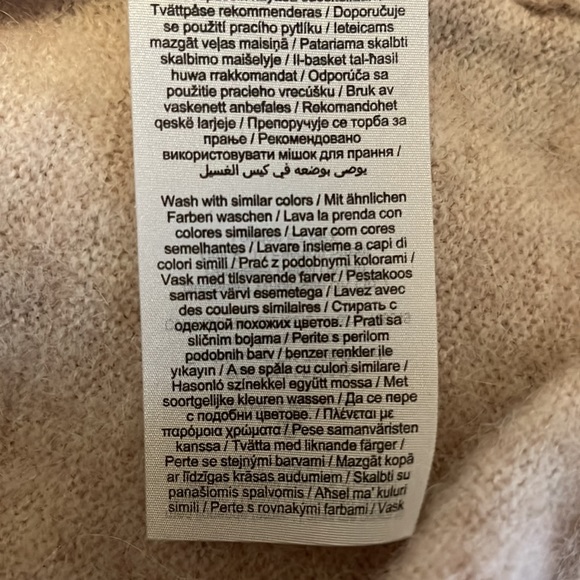 Tvättpåse rekommenderas / Doporučuje
se použití pracího pytlíku / Ieteicams
mazgāt veļas maisiņā / Patariama skalbti
skalbimo maišelyje / Il-basket tal-ħasil
huwa rrakkomandat / Odporúča sa
použitie pracieho vrecúšku / Bruk av
vaskenett anbefales / Rekomandohet
qeskë larjeje / Препоручује се торба за
прање / Рекомендовано
використовувати мішок для прання /
يوصى بوضعه في كيس الغسيل
Wash with similar colors / Mit ähnlichen
Farben waschen / Lava la prenda con
colores similares / Lavar com cores
semelhantes / Lavare insieme a capi di
colori simili / Prać z podobnymi kolorami /
Vask med tilsvarende farver / Pestakoos
samast värvi esemetega / Lavez avec
des couleurs similaires / Стирать с
одеждой похожих цветов. / Prati sa
sličnim bojama / Perite s perilom
podobnih barv / benzer renkler ile
yıkayın / A se spăla cu culori similare /
Hasonló színekkel együtt mossa / Met
soortgelijke kleuren wassen / Да се пере
с подобни цветове. / Πλένεται με
παρόμοια χρώματα / Pese samanväristen
kanssa / Tvätta med liknande färger /
Perte se stejnými barvami / Mazgāt kopā
ar līdzīgas krāsas audumiem / Skalbti su
panašiomis spalvomis / Aħsel ma' kuluri
simili / Perte s rovnakými farbami / Vask